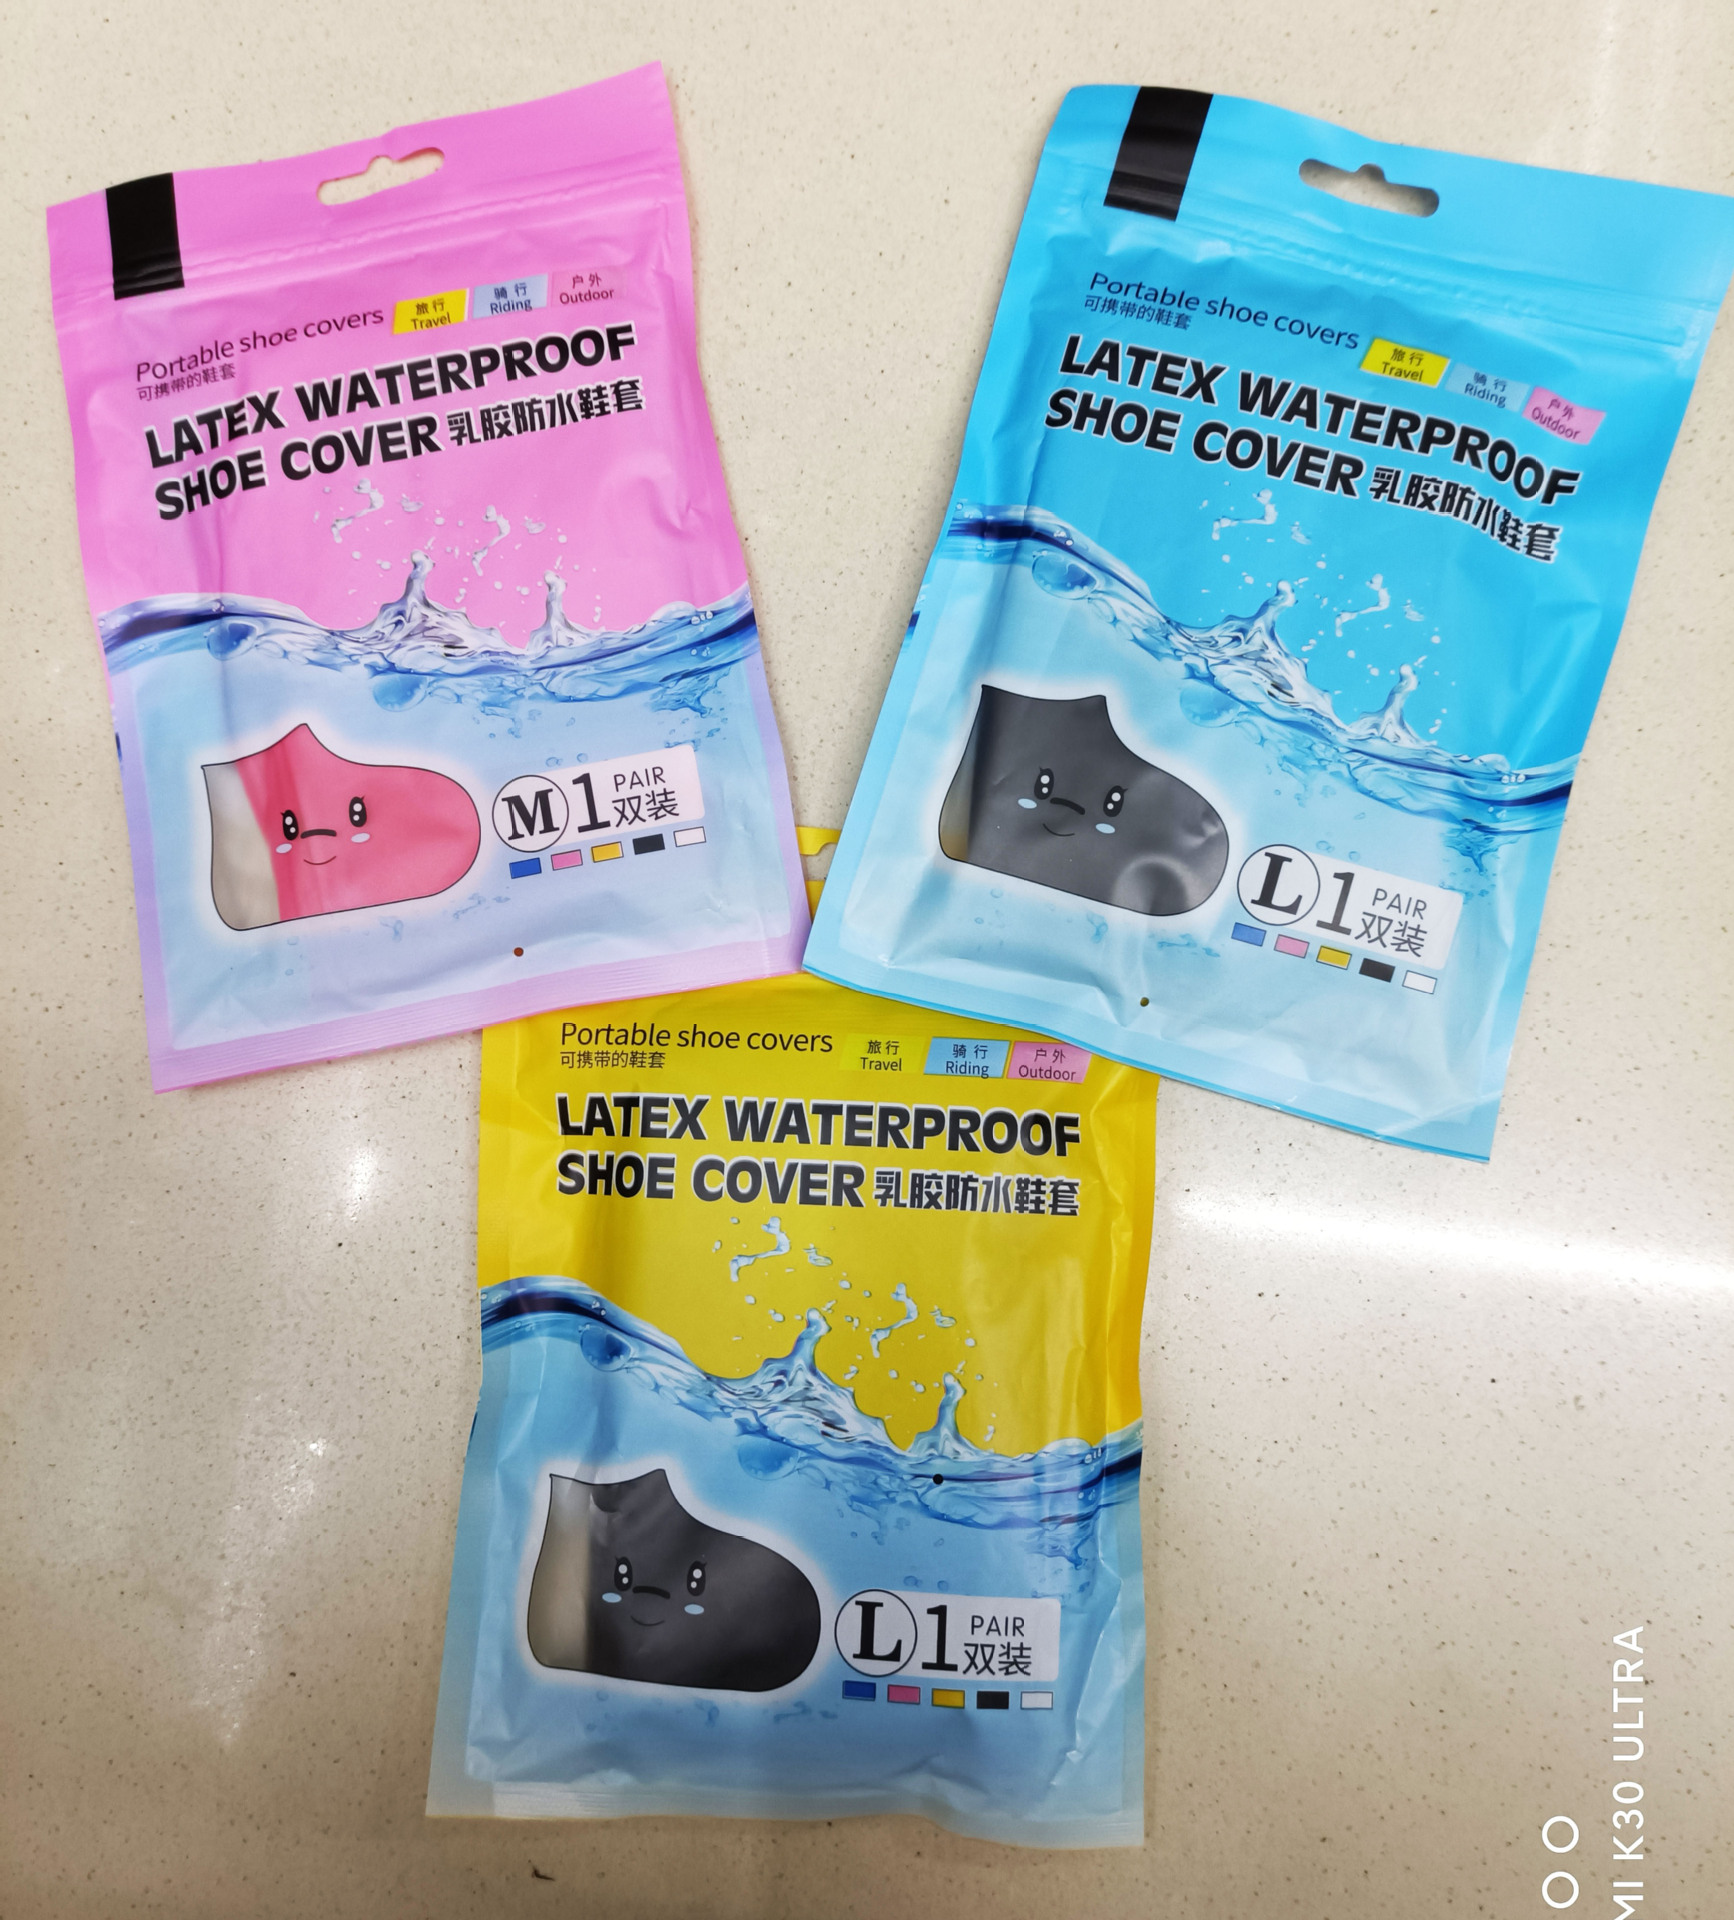 Portable shoe covers
可携带的鞋套
旅行
Travel
骑行
Riding
户外
Outdoor
LATEX WATERPROOF
SHOE COVER 乳胶防水鞋套
M 1 PAIR
双装
Portable shoe covers
可携带的鞋套
旅行
Travel
骑行
Riding
户外
Outdoor
LATEX WATERPROOF
SHOE COVER 乳胶防水鞋套
L 1 PAIR
双装
Portable shoe covers
可携带的鞋套
旅行
Travel
骑行
Riding
户外
Outdoor
LATEX WATERPROOF
SHOE COVER 乳胶防水鞋套
L 1 PAIR
双装
MI K30 ULTRA